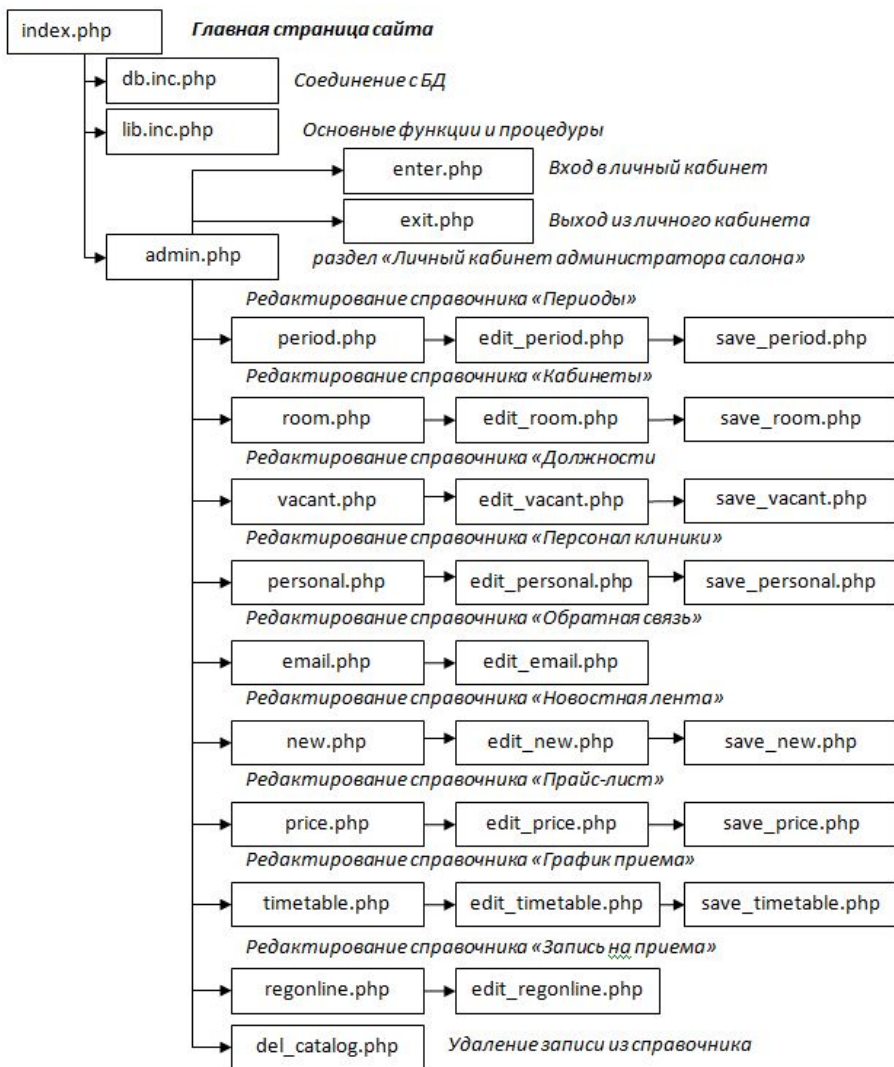 index.php Главная страница сайта
db.inc.php Соединение с БД
lib.inc.php Основные функции и процедуры
enter.php Вход в личный кабинет
exit.php Выход из личного кабинета
admin.php раздел «Личный кабинет администратора салона»
Редактирование справочника «Периоды»
period.php edit_period.php save_period.php
Редактирование справочника «Кабинеты»
room.php edit_room.php save_room.php
Редактирование справочника «Должности
vacant.php edit_vacant.php save_vacant.php
Редактирование справочника «Персонал клиники»
personal.php edit_personal.php save_personal.php
Редактирование справочника «Обратная связь»
email.php edit_email.php
Редактирование справочника «Новостная лента»
new.php edit_new.php save_new.php
Редактирование справочника «Прайс-лист»
price.php edit_price.php save_price.php
Редактирование справочника «График приема»
timetable.php edit_timetable.php save_timetable.php
Редактирование справочника «Запись на приема»
regonline.php edit_regonline.php
del_catalog.php Удаление записи из справочника